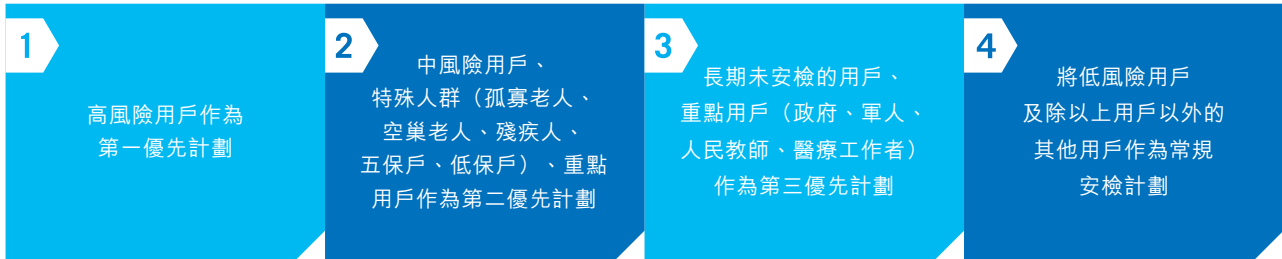 1
高風險用戶作為
第一優先計劃
2
中風險用戶、
特殊人群（孤寡老人、
空巢老人、殘疾人、
五保戶、低保戶）、重點
用戶作為第二優先計劃
3
長期未安檢的用戶、
重點用戶（政府、軍人、
人民教師、醫療工作者）
作為第三優先計劃
4
將低風險用戶
及除以上用戶以外的
其他用戶作為常規
安檢計劃